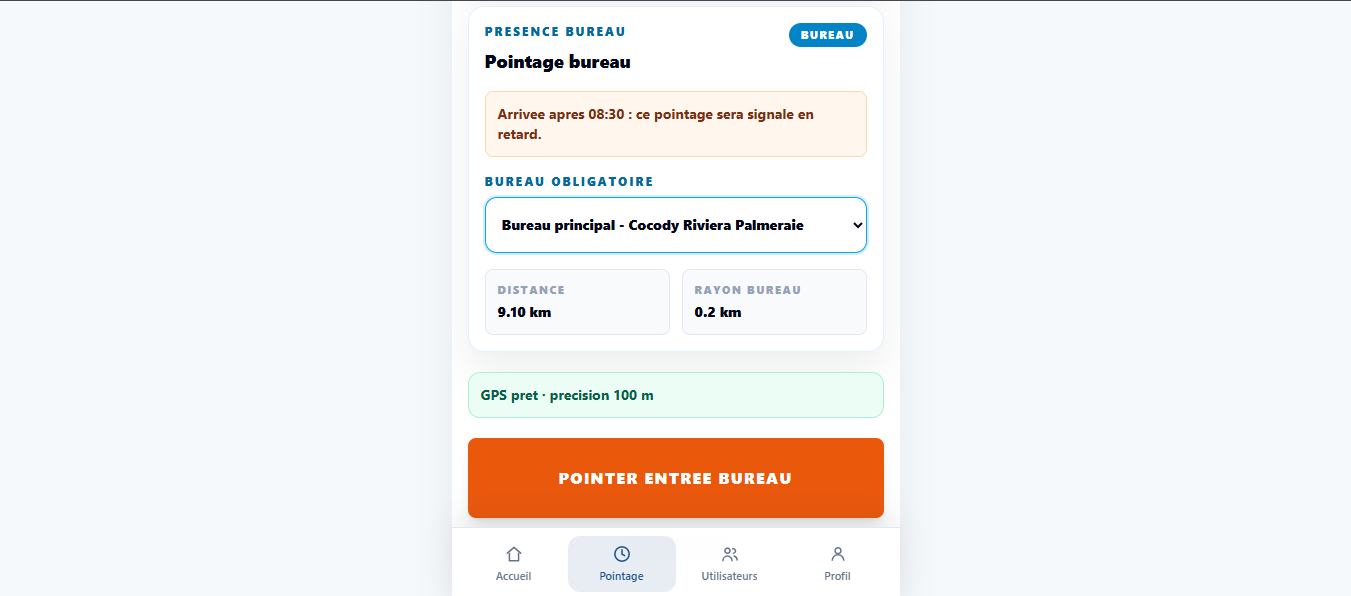 PRESENCE BUREAU
BUREAU
Pointage bureau
Arrivee apres 08:30 : ce pointage sera signale en
retard.
BUREAU OBLIGATOIRE
Bureau principal - Cocody Riviera Palmeraie
DISTANCE
9.10 km
RAYON BUREAU
0.2 km
GPS pret · precision 100 m
POINTER ENTREE BUREAU
Accueil
Pointage
Utilisateurs
Profil